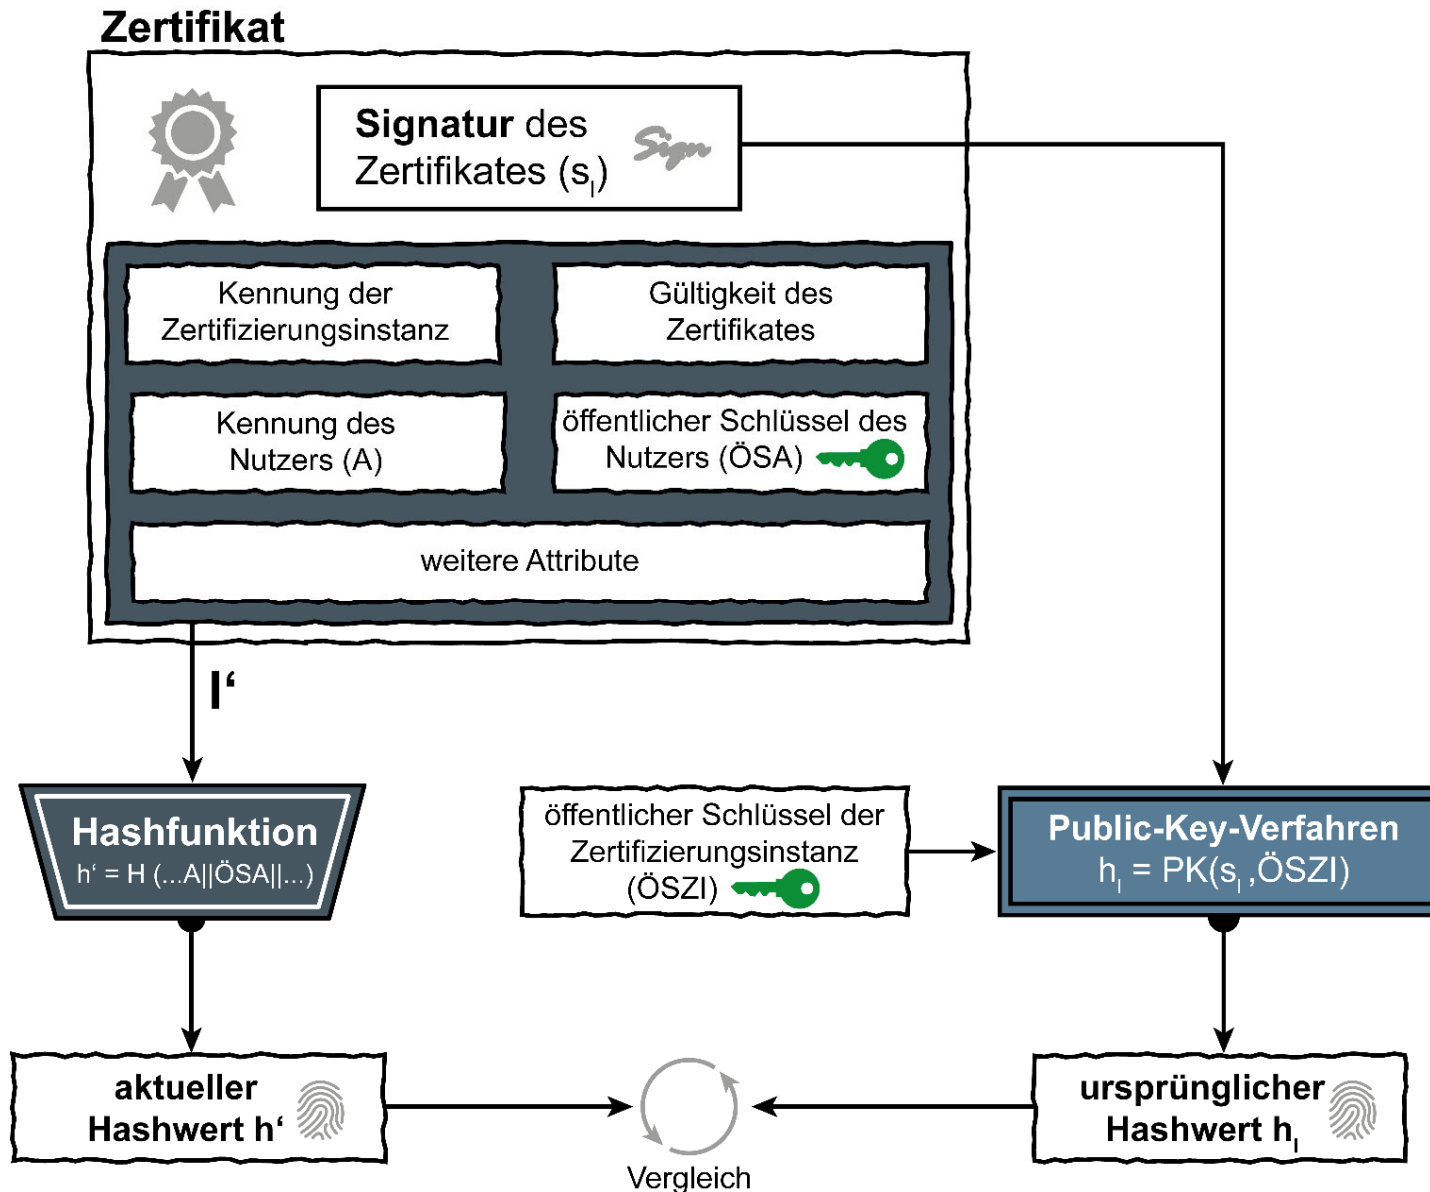 Zertifikat
Signatur des
Zertifikates (sI)
Sign
Kennung der
Zertifizierungsinstanz
Gültigkeit des
Zertifikates
Kennung des
Nutzers (A)
öffentlicher Schlüssel des
Nutzers (ÖSA)
weitere Attribute
I‘
Hashfunktion
h‘ = H (...A||ÖSA||...)
öffentlicher Schlüssel der
Zertifizierungsinstanz
(ÖSZI)
Public-Key-Verfahren
hI = PK(sI ,ÖSZI)
aktueller
Hashwert h‘
Vergleich
ursprünglicher
Hashwert hI